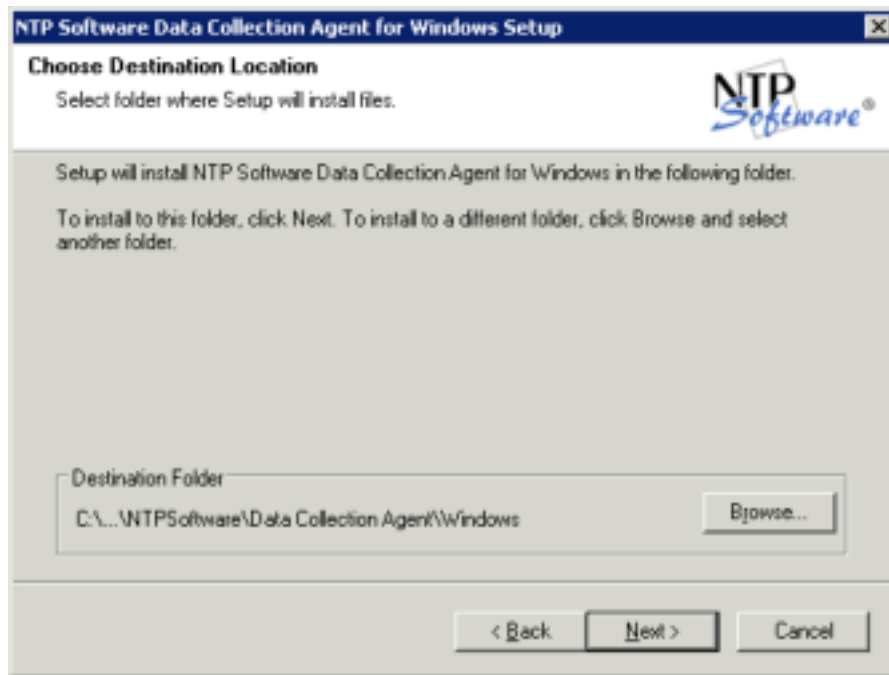 NTP Software Data Collection Agent for Windows Setup
Choose Destination Location
Select folder where Setup will install files.
NTP
Software®
Setup will install NTP Software Data Collection Agent for Windows in the following folder.
To install to this folder, click Next. To install to a different folder, click Browse and select
another folder.
Destination Folder
C:\...\NTPSoftware\Data Collection Agent\Windows
Browse...
< Back
Next >
Cancel